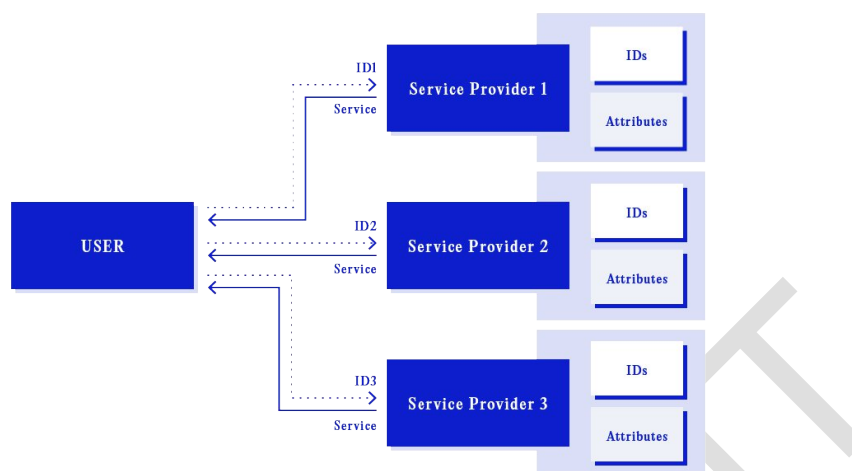 IDs
ID1
Service Provider 1
Service
Attributes
IDs
ID2
USER
Service Provider 2
Service
Attributes
IDs
ID3
Service Provider 3
Service
Attributes